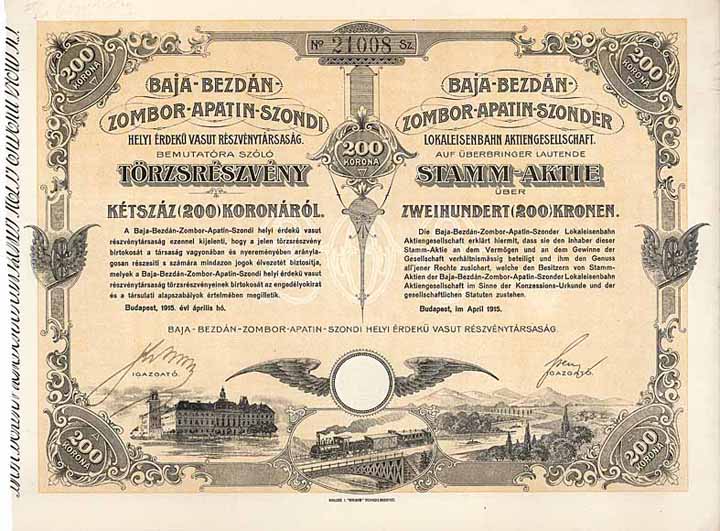 No 21008 Sz.
200
KORONA
200
KORONA
BAJA-BEZDÁN-
ZOMBOR-APATIN-SZONDI
HELYI ÉRDEKŰ VASUT RÉSZVÉNYTÁRSASÁG.
BEMUTATÓRA SZÓLÓ
TÖRZSRÉSZVÉNY
KÉTSZÁZ (200) KORONÁRÓL.
A Baja-Bezdán-Zombor-Apatin-Szondi helyi érdekü vasut
részvénytársaság ezennel kijelenti, hogy a jelen törzsrészvény
birtokosát a társaság vagyonában és nyereményében aránylagosan
részesiti s számára mindazon jogok élvezetét biztosítja,
melyek a Baja-Bezdán-Zombor-Apatin-Szondi helyi érdekü vasut
részvénytársaság törzsrészvényeinek birtokosait az engedélyokirat
és a társulati alapszabályok értelmében megilletik.
Budapest, 1915. évi április hó.
200
KORONA
BAJA-BEZDÁN-
ZOMBOR-APATIN-SZONDER
LOKALEISENBAHN AKTIENGESELLSCHAFT.
AUF ÜBERBRINGER LAUTENDE
STAMM-AKTIE
ÜBER
ZWEIHUNDERT (200) KRONEN.
Die Baja-Bezdán-Zombor-Apatin-Szonder Lokaleisenbahn
Aktiengesellschaft erklärt hiermit, dass sie den Inhaber dieser
Stamm-Aktie an dem Vermögen und an dem Gewinne der
Gesellschaft verhältnismässig beteiligt und ihm den Genuss
all'jener Rechte zusichert, welche den Besitzern von Stamm-
Aktien der Baja-Bezdán-Zombor-Apatin-Szonder Lokaleisenbahn
Aktiengesellschaft im Sinne der Konzessions-Urkunde und der
gesellschaftlichen Statuten zustehen.
Budapest, im April 1915.
BAJA-BEZDÁN-ZOMBOR-APATIN-SZONDI HELYI ÉRDEKŰ VASUT RÉSZVÉNYTÁRSASÁG.
IGAZGATÓ.
IGAZGATÓ.
200
KORONA
200
KORONA